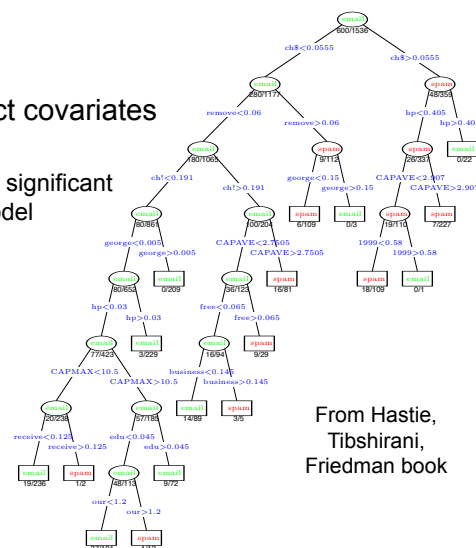 email
600/1536
ch$<0.0555
ch$>0.0555
email
280/1177
spam
48/359
ct covariates
remove<0.06
remove>0.06
hp<0.405
hp>0.40
email
180/1065
spam
9/112
spam
26/337
email
0/22
significant
odel
ch!<0.191
ch!>0.191
george<0.15
george>0.15
CAPAVE<2.907
CAPAVE>2.907
email
80/861
email
100/204
spam
6/109
email
0/3
spam
19/110
spam
7/227
george<0.005
george>0.005
CAPAVE<2.7505
CAPAVE>2.7505
1999<0.58
1999>0.58
email
80/652
email
0/209
email
36/123
spam
16/81
spam
18/109
email
0/1
hp<0.03
hp>0.03
free<0.065
free>0.065
email
77/423
email
3/229
email
16/94
spam
9/29
CAPMAX<10.5
CAPMAX>10.5
business<0.145
business>0.145
email
20/238
email
57/185
email
14/89
spam
3/5
receive<0.125
receive>0.125
edu<0.045
edu>0.045
email
19/236
spam
1/2
email
48/113
email
9/72
our<1.2
our>1.2
email
spam
From Hastie,
Tibshirani,
Friedman book